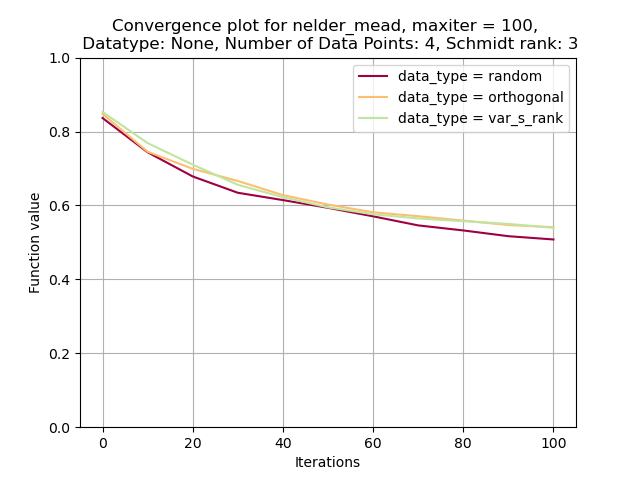 Convergence plot for nelder_mead, maxiter = 100,
Datatype: None, Number of Data Points: 4, Schmidt rank: 3
data_type = random
data_type = orthogonal
data_type = var_s_rank
Function value
1.0
0.8
0.6
0.4
0.2
0.0
0 20 40 60 80 100
Iterations